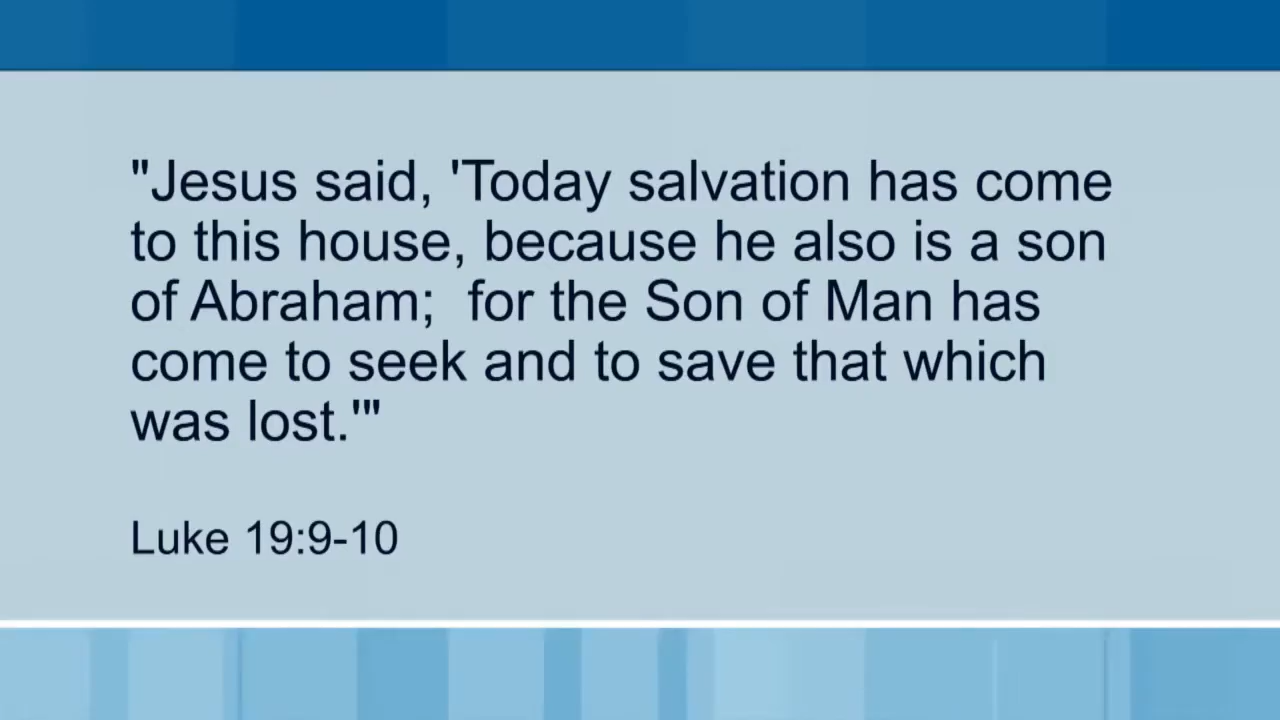 "Jesus said, 'Today salvation has come
to this house, because he also is a son
of Abraham;  for the Son of Man has
come to seek and to save that which
was lost.'"
Luke 19:9-10